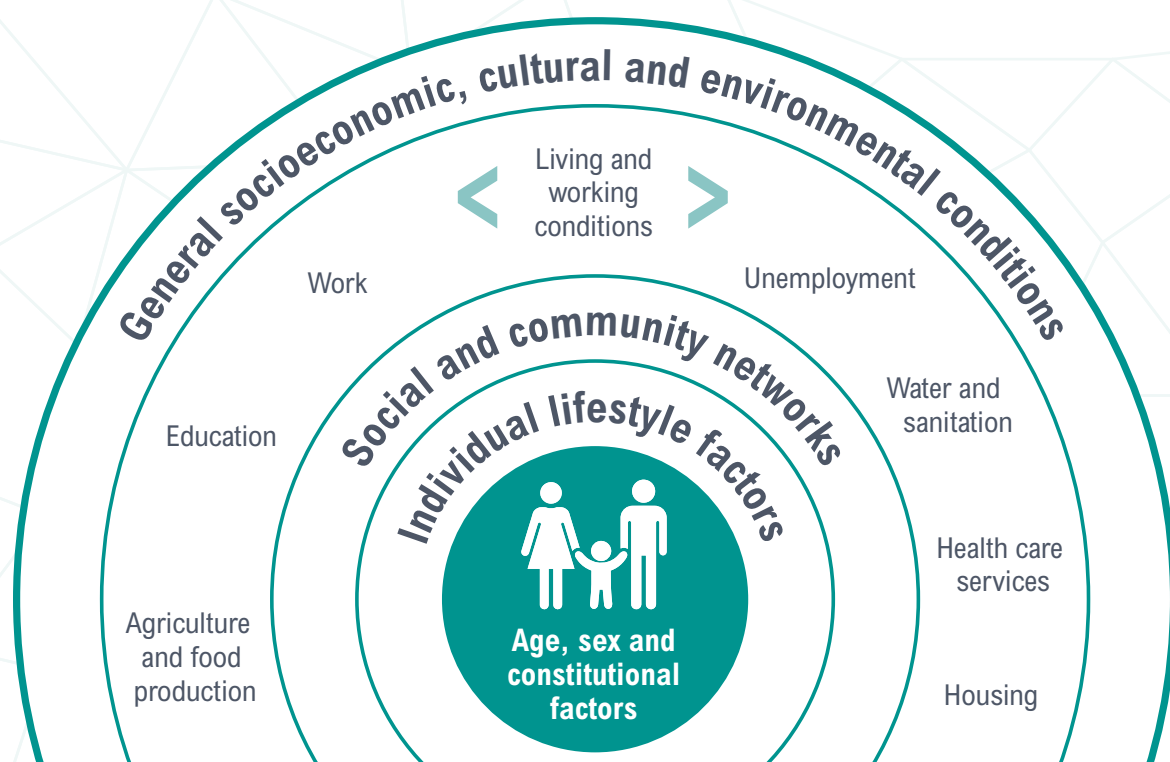 General socioeconomic, cultural and environmental conditions
Living and
working
conditions
Work
Unemployment
Social and community networks
Water and
sanitation
Education
Individual lifestyle factors
Health care
services
Agriculture
and food
production
Age, sex and
constitutional
factors
Housing